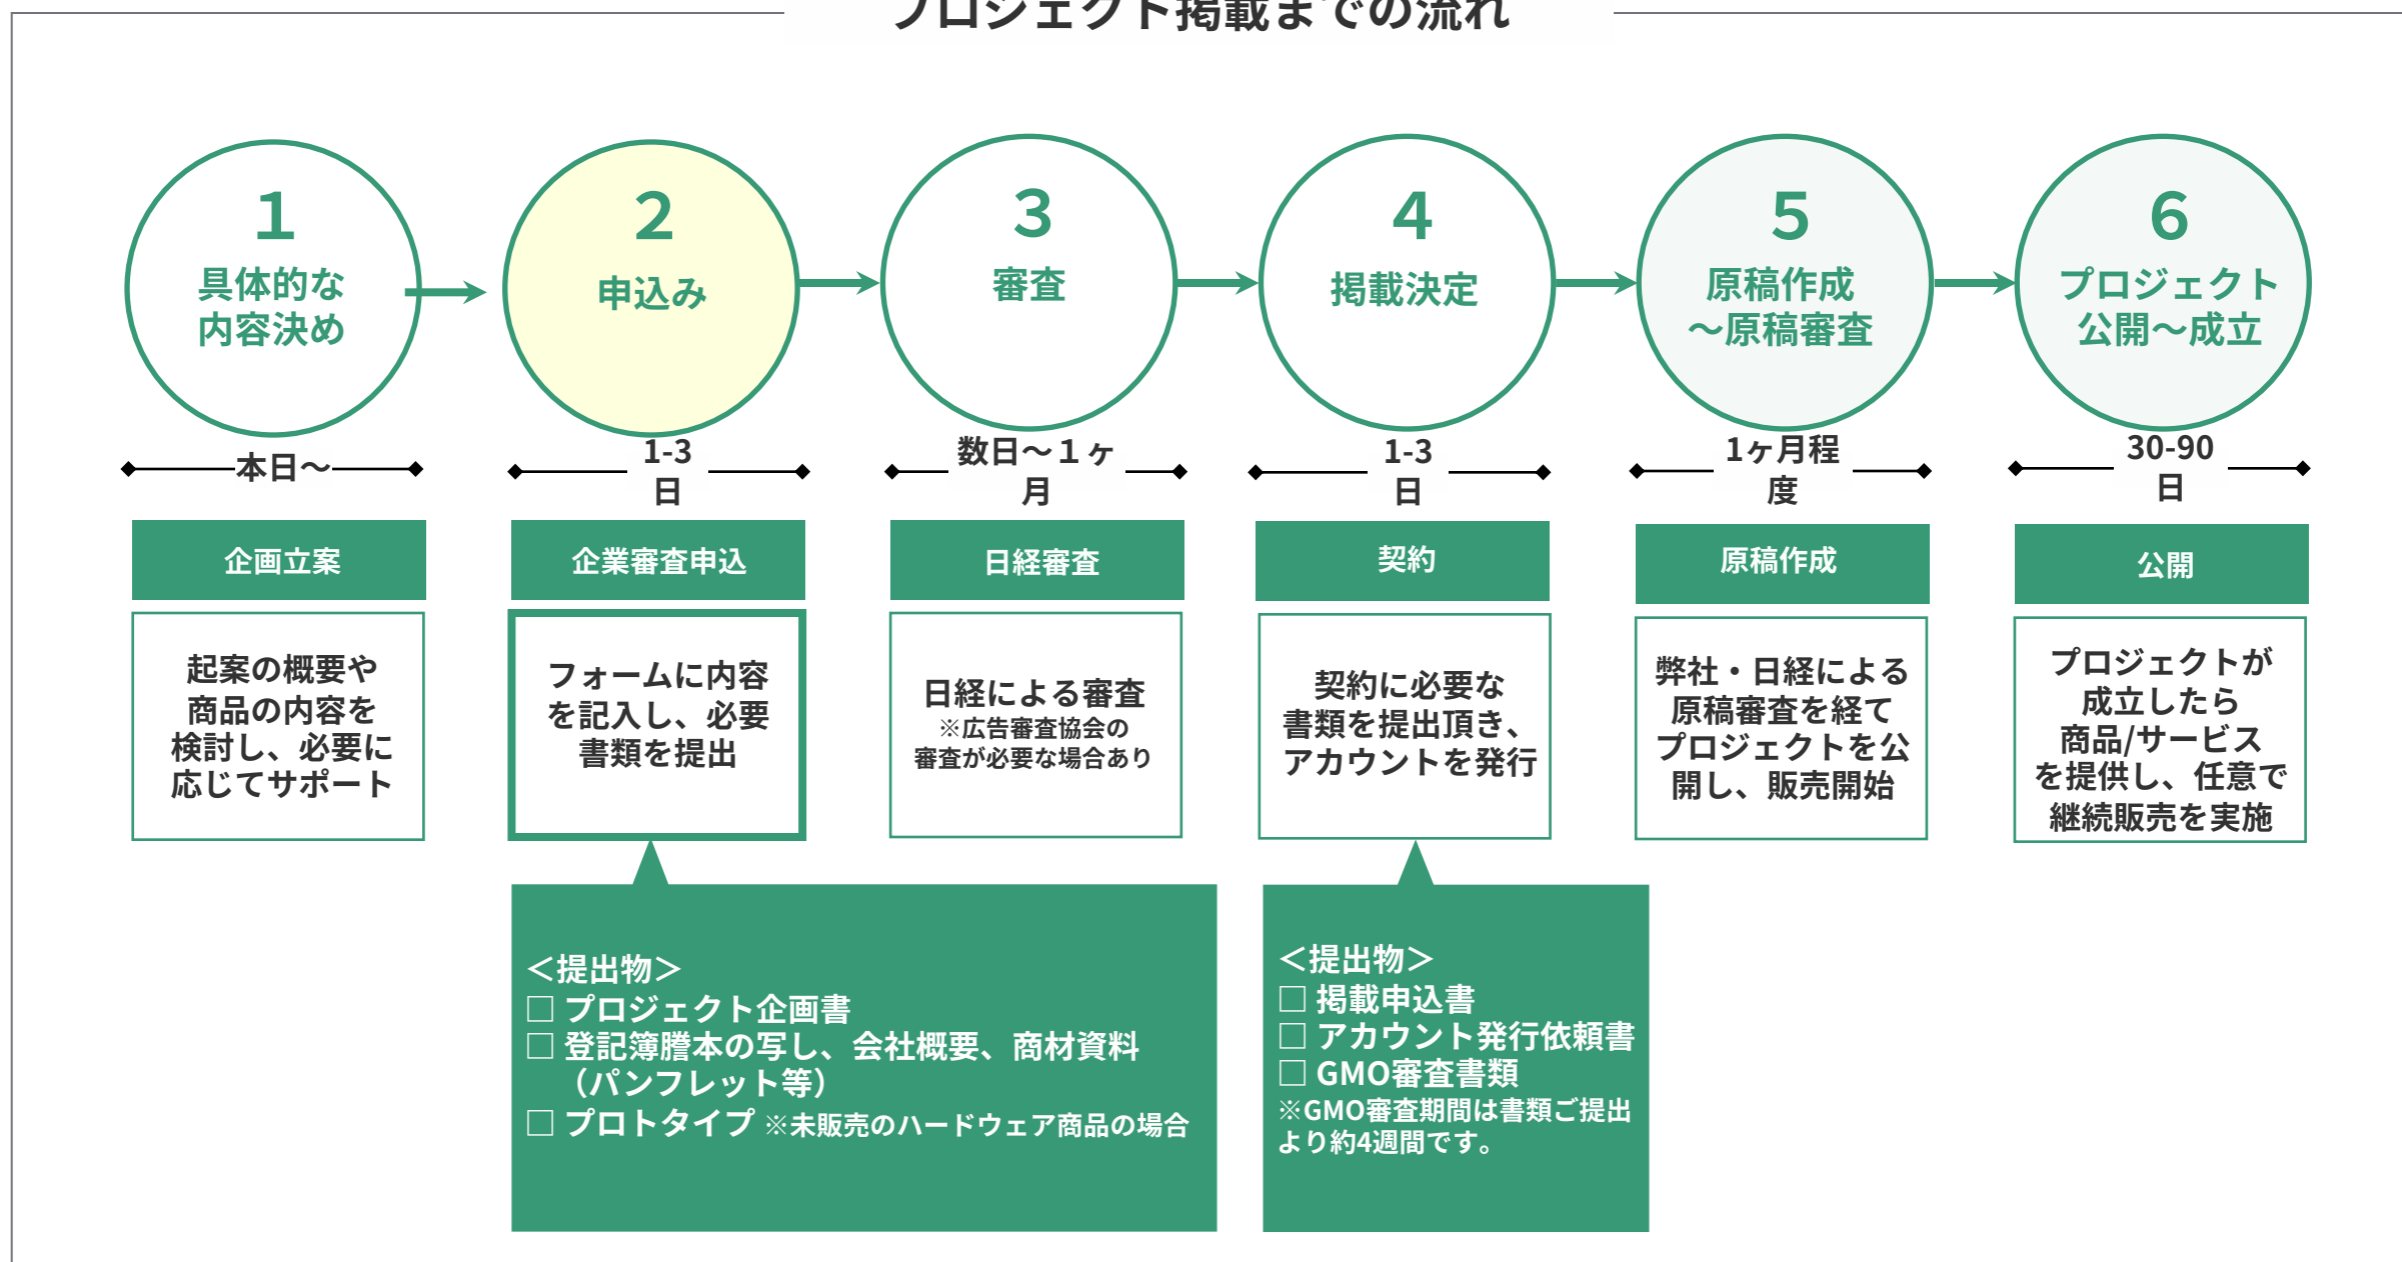 プロジェクト掲載までの流れ
1
具体的な
内容決め
2
申込み
3
審査
4
掲載決定
5
原稿作成
～原稿審査
6
プロジェクト
公開～成立
本日～
1-3
日
数日～１ヶ
月
1-3
日
1ヶ月程
度
30-90
日
企画立案
企業審査申込
日経審査
契約
原稿作成
公開
起案の概要や
商品の内容を
検討し、必要に
応じてサポート
フォームに内容
を記入し、必要
書類を提出
日経による審査
※広告審査協会の
審査が必要な場合あり
契約に必要な
書類を提出頂き、
アカウントを発行
弊社・日経による
原稿審査を経て
プロジェクトを公
開し、販売開始
プロジェクトが
成立したら
商品/サービス
を提供し、任意で
継続販売を実施
＜提出物＞
□ プロジェクト企画書
□ 登記簿謄本の写し、会社概要、商材資料
（パンフレット等）
□ プロトタイプ ※未販売のハードウェア商品の場合
＜提出物＞
□ 掲載申込書
□ アカウント発行依頼書
□ GMO審査書類
※GMO審査期間は書類ご提出
より約4週間です。